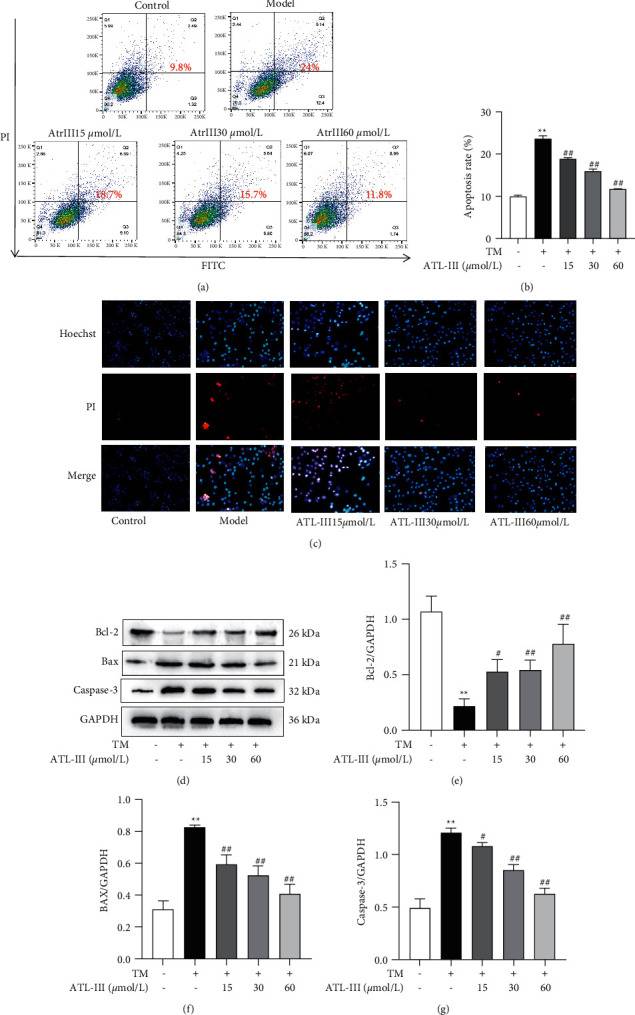 Control Model
9.8% 24%
PI
AtrIII15 µmol/L AtrIII30 µmol/L AtrIII60 µmol/L
18.7% 15.7% 11.8%
FITC
(a)
Apoptosis rate (%)
30
20
10
0
** ## ## ##
TM - + + + +
ATL-III (µmol/L) - - 15 30 60
(b)
Hoechst
PI
Merge
Control Model ATL-III15µmol/L ATL-III30µmol/L ATL-III60µmol/L
(c)
Bcl-2 26 kDa
Bax 21 kDa
Caspase-3 32 kDa
GAPDH 36 kDa
TM - + + + +
ATL-III (µmol/L) - - 15 30 60
(d)
Bcl-2/GAPDH
1.5
1.0
0.5
0.0
** # ## ##
TM - + + + +
ATL-III (µmol/L) - - 15 30 60
(e)
BAX/GAPDH
1.0
0.8
0.6
0.4
0.2
0.0
** ## ## ##
TM - + + + +
ATL-III (µmol/L) - - 15 30 60
(f)
Caspase-3/GAPDH
1.5
1.0
0.5
0.0
** # ## ##
TM - + + + +
ATL-III (µmol/L) - - 15 30 60
(g)